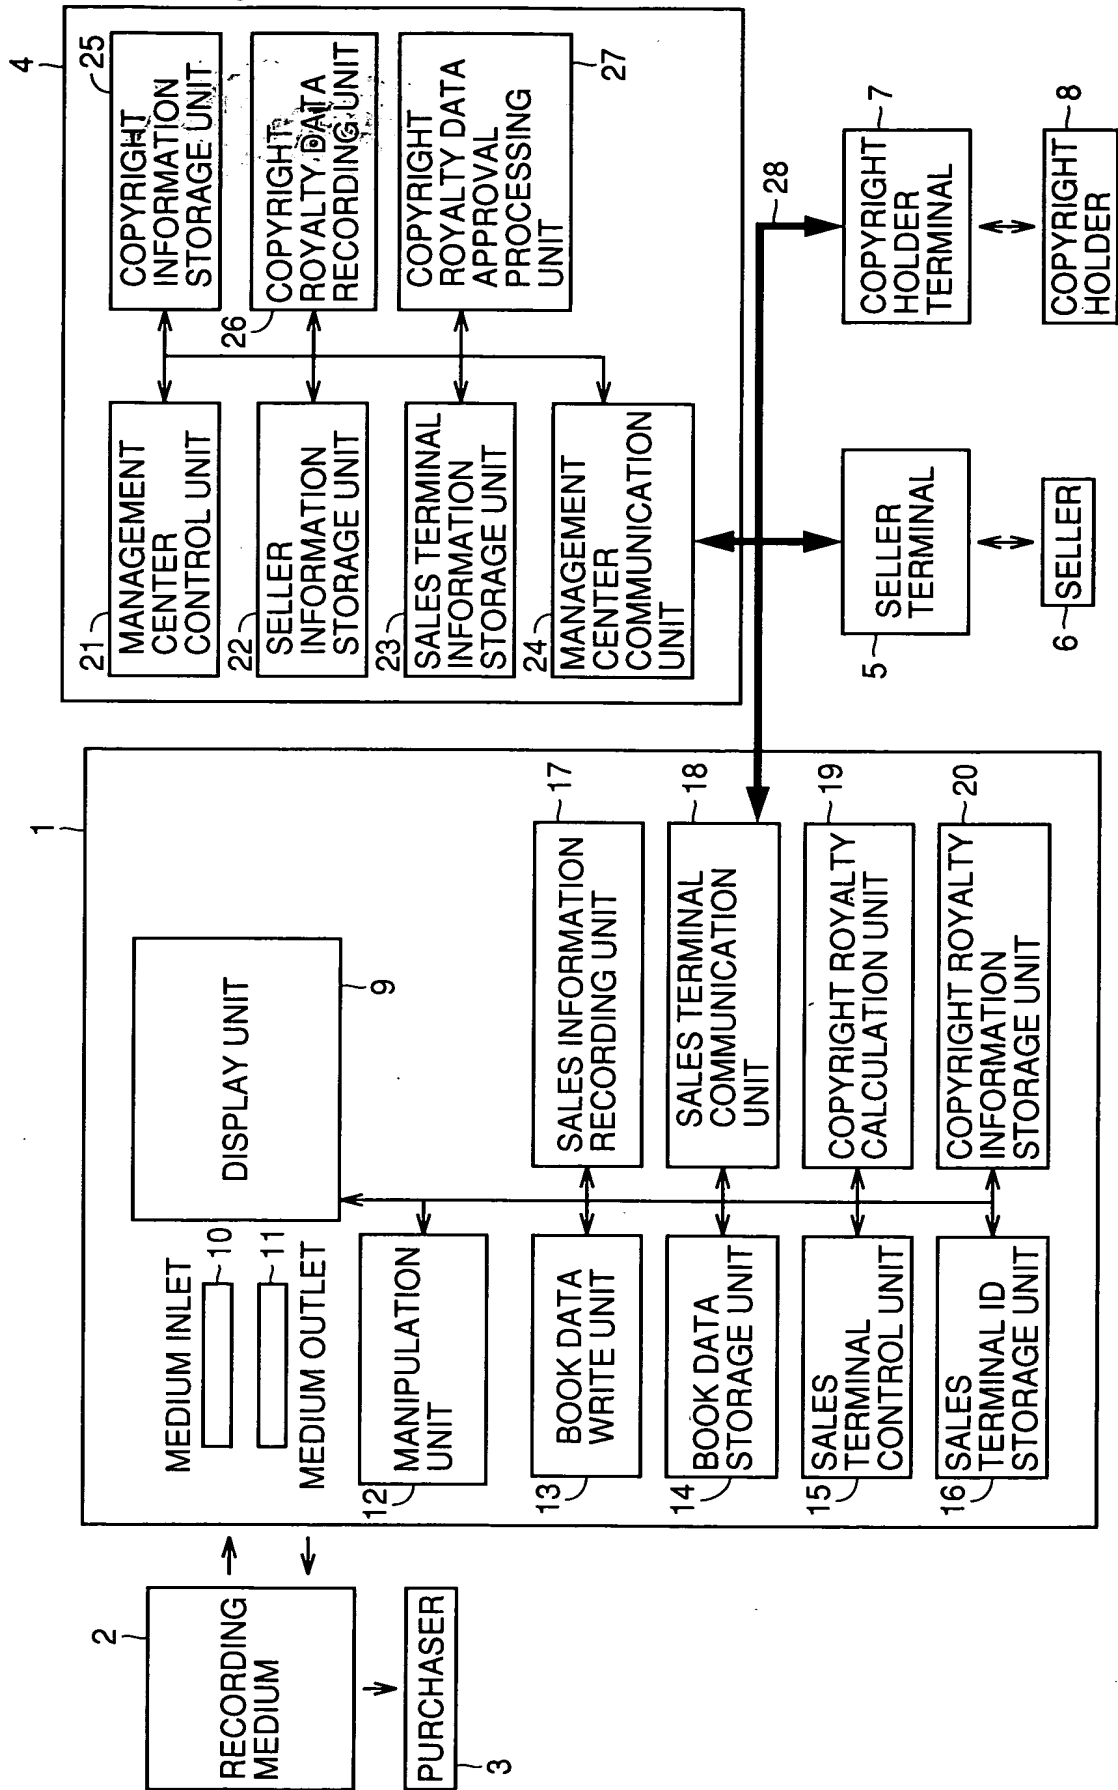 2
RECORDING
MEDIUM
PURCHASER
3
1
MEDIUM INLET
10
11
MEDIUM OUTLET
DISPLAY UNIT
9
MANIPULATION
UNIT
12
BOOK DATA
WRITE UNIT
13
BOOK DATA
STORAGE UNIT
14
SALES
TERMINAL
CONTROL UNIT
15
SALES
TERMINAL ID
STORAGE UNIT
16
SALES INFORMATION
RECORDING UNIT
17
SALES TERMINAL
COMMUNICATION
UNIT
18
COPYRIGHT ROYALTY
CALCULATION UNIT
19
COPYRIGHT ROYALTY
INFORMATION
STORAGE UNIT
20
4
21
MANAGEMENT
CENTER
CONTROL UNIT
22
SELLER
INFORMATION
STORAGE UNIT
23
SALES TERMINAL
INFORMATION
STORAGE UNIT
24
MANAGEMENT
CENTER
COMMUNICATION
UNIT
25
COPYRIGHT
INFORMATION
STORAGE UNIT
26
COPYRIGHT
ROYALTY DATA
RECORDING UNIT
COPYRIGHT
ROYALTY DATA
APPROVAL
PROCESSING
UNIT
27
28
SELLER
TERMINAL
5
SELLER
6
COPYRIGHT
HOLDER
TERMINAL
7
COPYRIGHT
HOLDER
8